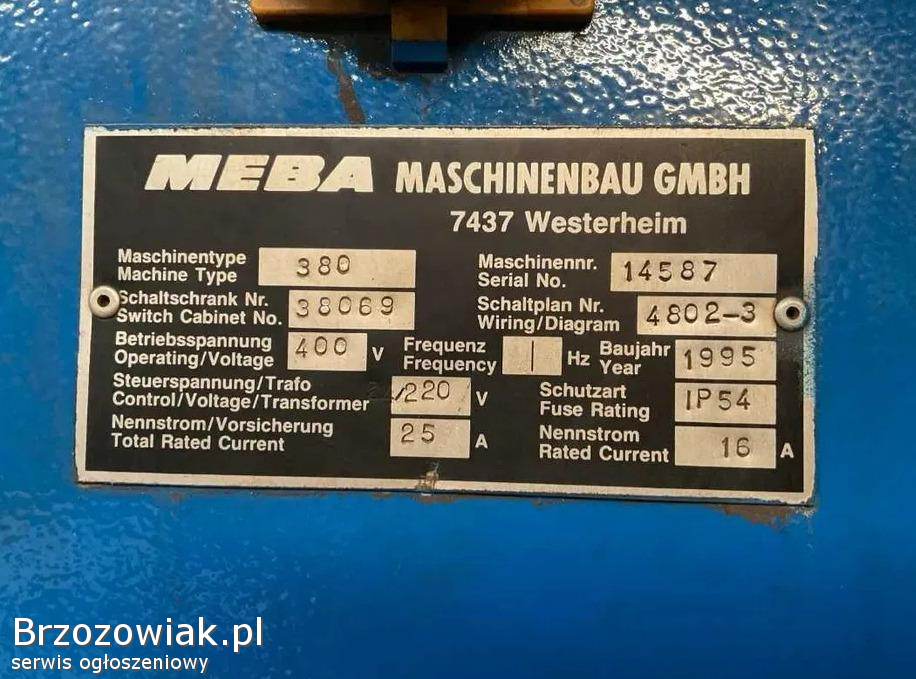 MEBA MASCHINENBAU GMBH
7437 Westerheim
Maschinentype
Machine Type 380
Maschinennr.
Serial No. 14587
Schaltschrank Nr.
Switch Cabinet No. 38069
Schaltplan Nr.
Wiring/Diagram 4802-3
Betriebsspannung
Operating/Voltage 400 V
Frequenz
Frequency Hz
Baujahr
Year 1995
Steuerspannung/Trafo
Control/Voltage/Transformer /220 V
Schutzart
Fuse Rating IP54
Nennstrom/Vorsicherung
Total Rated Current 25 A
Nennstrom
Rated Current 16 A
Brzozowiak.pl
serwis ogłoszeniowy